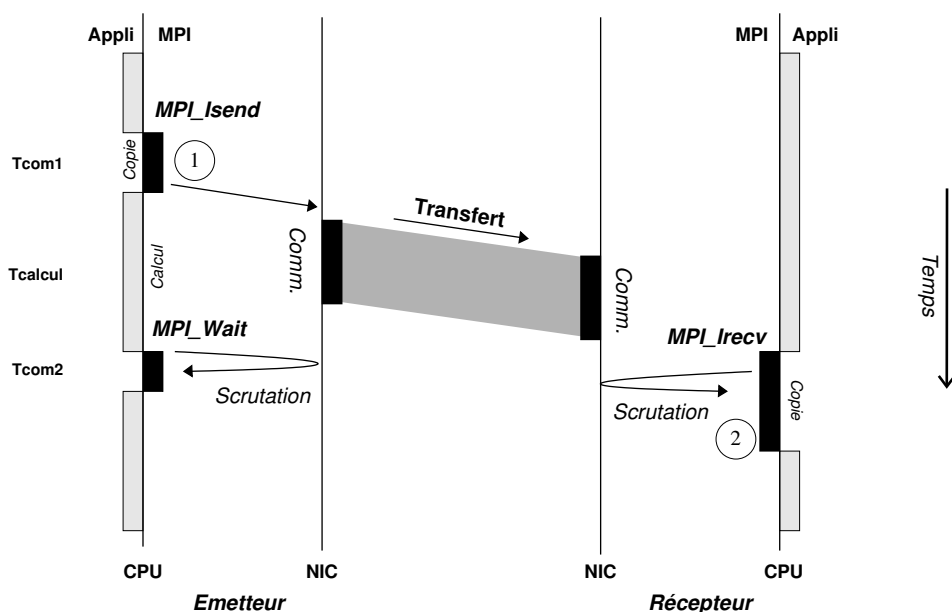 Appli MPI
MPI Appli
MPI_Isend
Tcom1
Copie
1
Transfert
Tcalcul
Calcul
Comm.
Comm.
Temps
MPI_Wait
MPI_Irecv
Tcom2
Scrutation
Scrutation
Copie
2
CPU NIC NIC CPU
Emetteur Récepteur